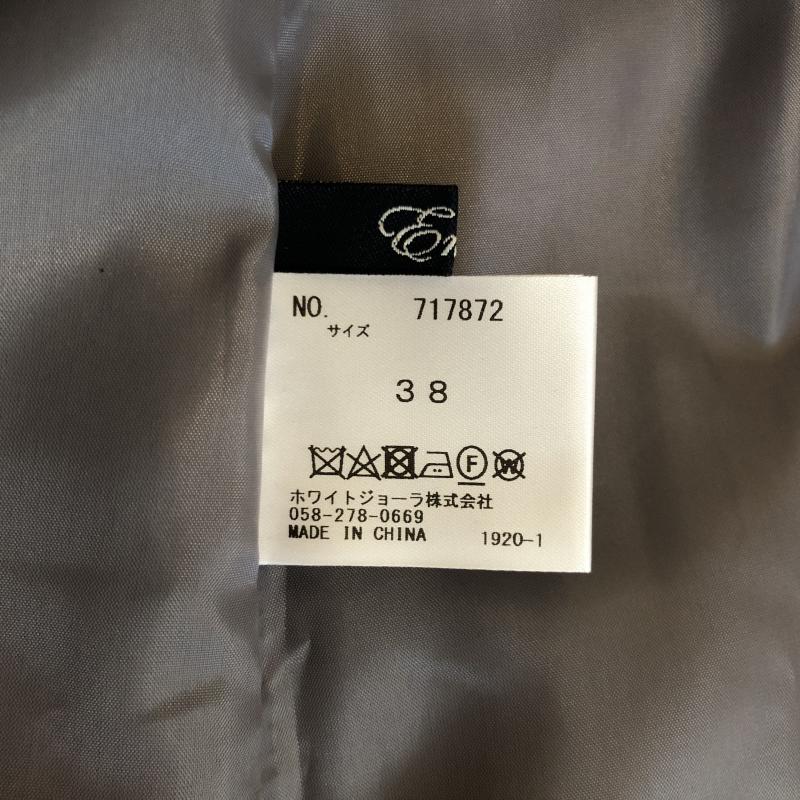 NO. 717872
サイズ
38
F W
ホワイトジョーラ株式会社
058-278-0669
MADE IN CHINA 1920-1